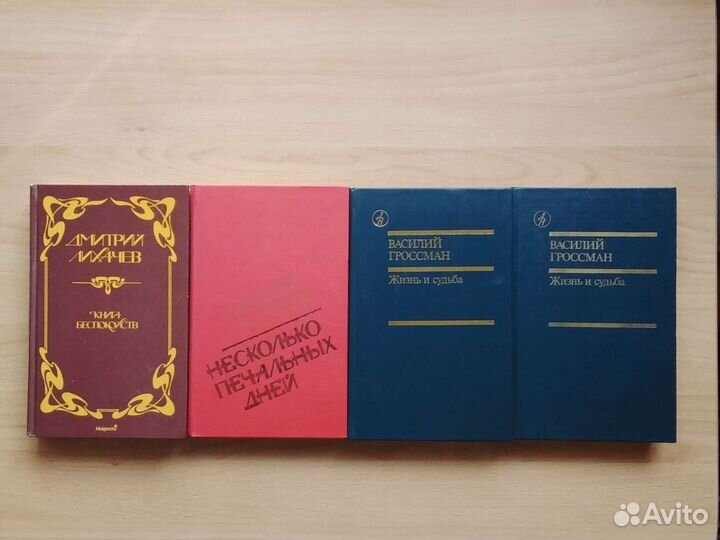 ДМИТРИЙ
ЛИХАЧЕВ
КНИГА
БЕСПОКОЙСТВ
НЕСКОЛЬКО
ПЕЧАЛЬНЫХ
ДНЕЙ
ВАСИЛИЙ
ГРОССМАН
Жизнь и судьба
ВАСИЛИЙ
ГРОССМАН
Жизнь и судьба
Avito